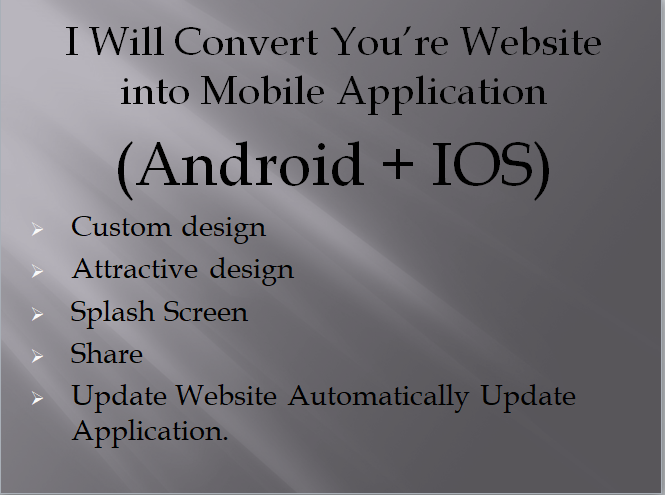 I Will Convert You’re Website
into Mobile Application
(Android + IOS)
Custom design
Attractive design
Splash Screen
Share
Update Website Automatically Update
Application.